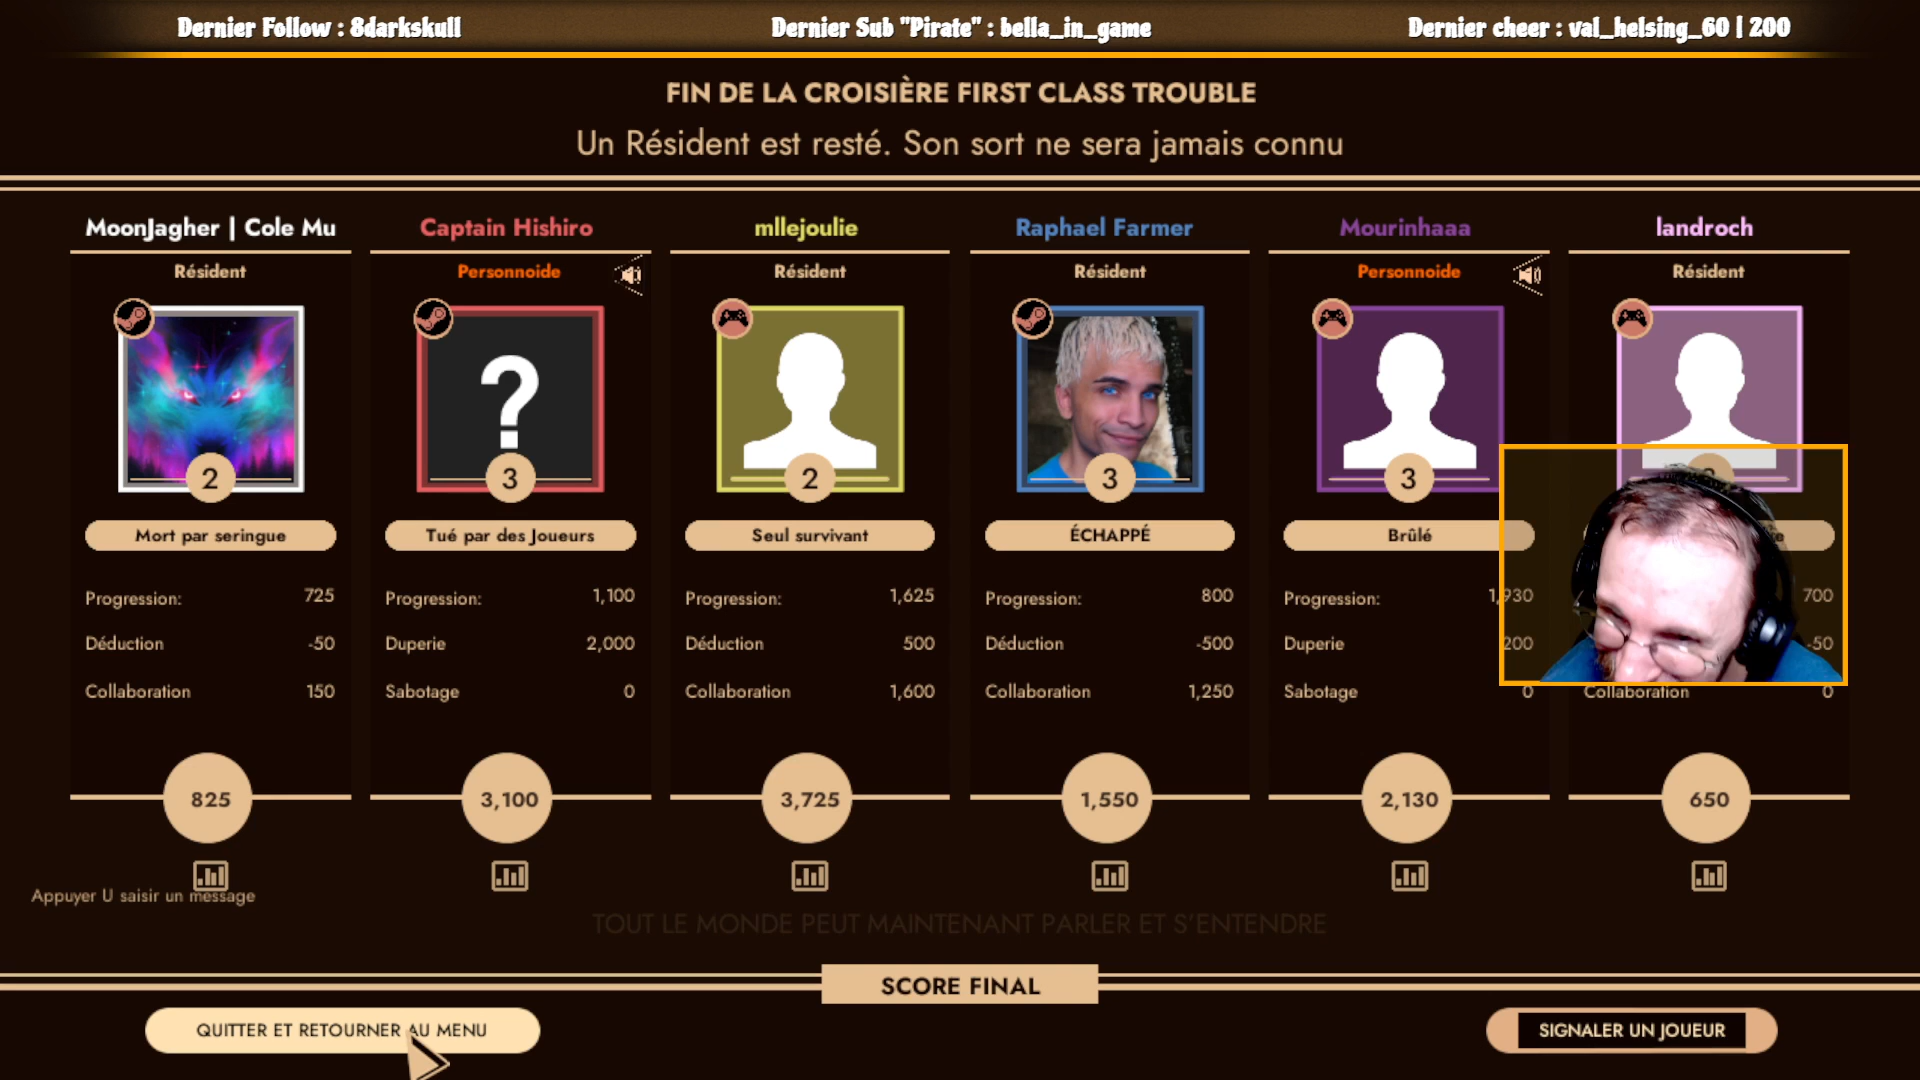 Dernier Follow : 8darkskull
Dernier Sub "Pirate" : bella_in_game
Dernier cheer : val_helsing_60 | 200
FIN DE LA CROISIÈRE FIRST CLASS TROUBLE
Un Résident est resté. Son sort ne sera jamais connu
MoonJagher | Cole Mu
Résident
2
Mort par seringue
Progression: 725
Déduction -50
Collaboration 150
825
Captain Hishiro
Personnoide
?
3
Tué par des Joueurs
Progression: 1,100
Duperie 2,000
Sabotage 0
3,100
mllejoulie
Résident
2
Seul survivant
Progression: 1,625
Déduction 500
Collaboration 1,600
3,725
Raphael Farmer
Résident
3
ÉCHAPPÉ
Progression: 800
Déduction -500
Collaboration 1,250
1,550
Mourinhaaa
Personnoide
3
Brûlé
Progression: 1,930
Duperie 200
Sabotage 0
2,130
landroch
Résident
700
-50
Collaboration 0
650
Appuyer U saisir un message
TOUT LE MONDE PEUT MAINTENANT PARLER ET S'ENTENDRE
SCORE FINAL
QUITTER ET RETOURNER AU MENU
SIGNALER UN JOUEUR